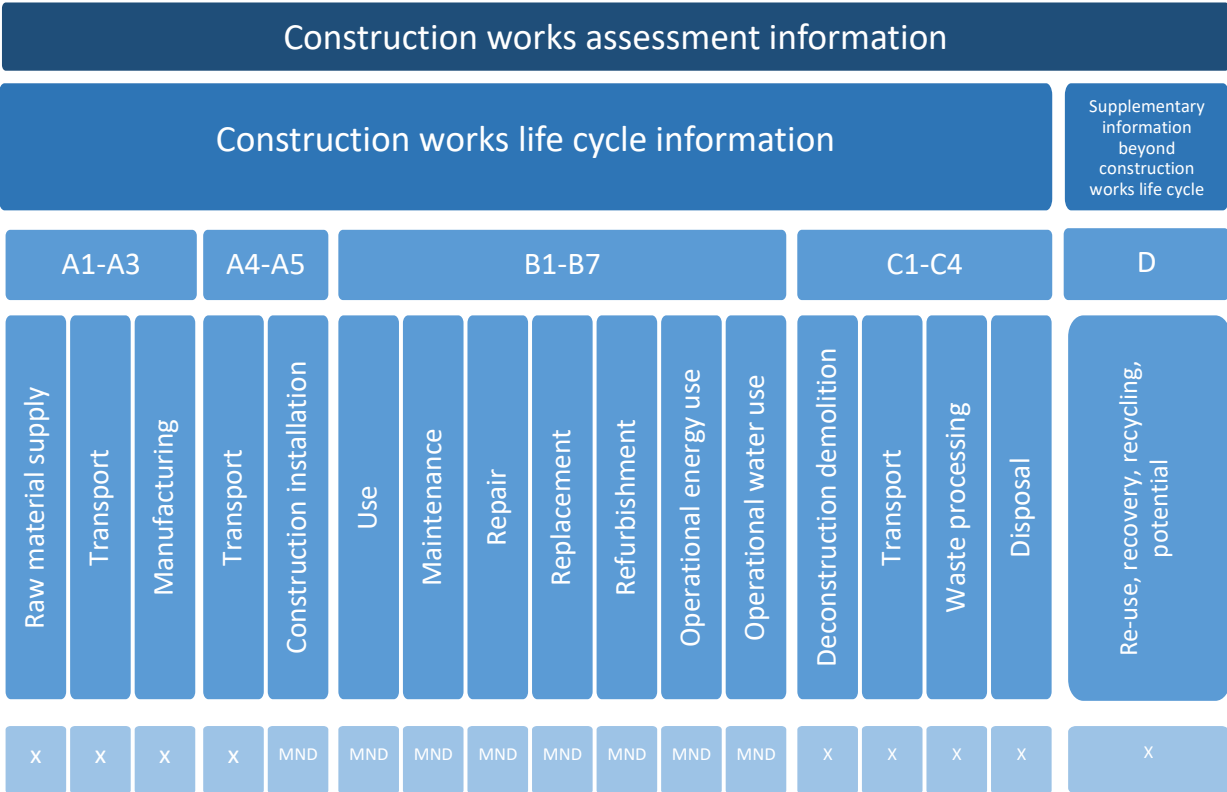 Construction works assessment information
Construction works life cycle information
Supplementary
information
beyond
construction
works life cycle
A1-A3
A4-A5
B1-B7
C1-C4
D
Raw material supply
Transport
Manufacturing
Transport
Construction installation
Use
Maintenance
Repair
Replacement
Refurbishment
Operational energy use
Operational water use
Deconstruction demolition
Transport
Waste processing
Disposal
Re-use, recovery, recycling,
potential
x
x
x
x
MND
MND
MND
MND
MND
MND
MND
MND
X
X
X
X
X